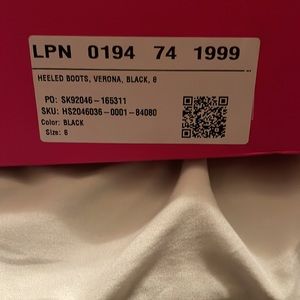 LPN 0194 74 1999
HEELED BOOTS, VERONA, BLACK, 8
PO: SK92046-165311
SKU: HS2046036-0001-84080
Color: BLACK
Size: 8